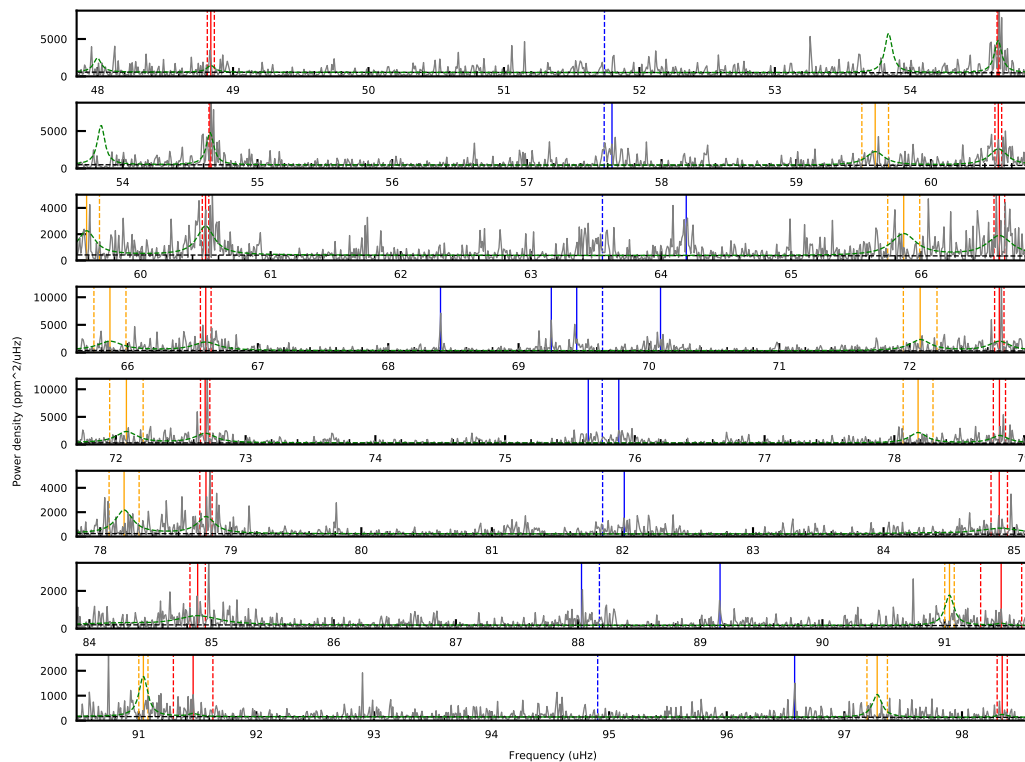 5000
0
48 49 50 51 52 53 54
5000
0
54 55 56 57 58 59 60
4000
2000
0
60 61 62 63 64 65 66
10000
5000
0
66 67 68 69 70 71 72
10000
5000
0
72 73 74 75 76 77 78 79
4000
2000
0
78 79 80 81 82 83 84 85
2000
0
84 85 86 87 88 89 90 91
2000
1000
0
91 92 93 94 95 96 97 98
Power density (ppm^2/uHz)
Frequency (uHz)